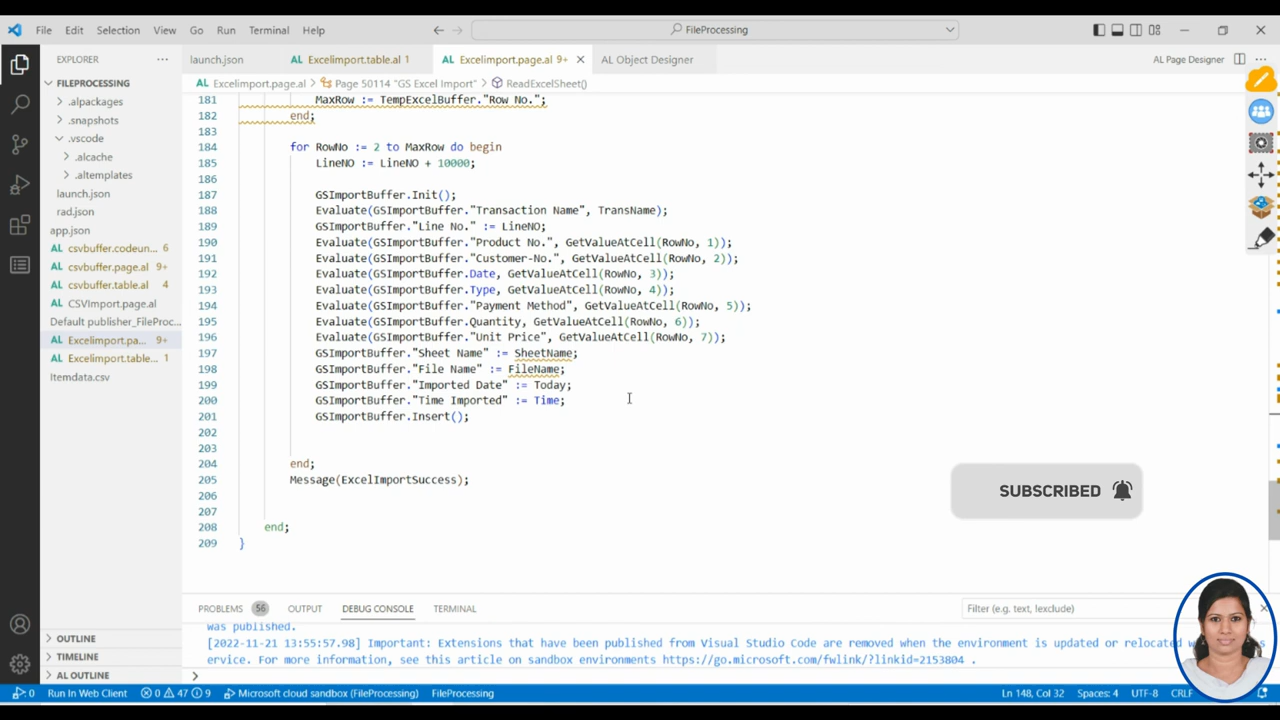 File Edit Selection View Go Run Terminal Help
FileProcessing
EXPLORER
launch.json
Excelimport.table.al 1
Excelimport.page.al 9+
AL Object Designer
AL Page Designer
FILEPROCESSING
.alpackages
.snapshots
.vscode
.alcache
.altemplates
launch.json
rad.json
app.json
csvbuffer.codeun... 6
csvbuffer.page.al 9+
csvbuffer.table.al 4
CSVImport.page.al
Default publisher_FileProc...
Excelimport.pa... 9+
Excelimport.table... 1
Itemdata.csv
OUTLINE
TIMELINE
AL OUTLINE
Excelimport.page.al > Page 50114 "GS Excel Import" > ReadExcelSheet()
181 MaxRow := TempExcelBuffer."Row No.";
182 end;
183
184 for RowNo := 2 to MaxRow do begin
185 LineNO := LineNO + 10000;
186
187 GSImportBuffer.Init();
188 Evaluate(GSImportBuffer."Transaction Name", TransName);
189 GSImportBuffer."Line No." := LineNO;
190 Evaluate(GSImportBuffer."Product No.", GetValueAtCell(RowNo, 1));
191 Evaluate(GSImportBuffer."Customer-No.", GetValueAtCell(RowNo, 2));
192 Evaluate(GSImportBuffer.Date, GetValueAtCell(RowNo, 3));
193 Evaluate(GSImportBuffer.Type, GetValueAtCell(RowNo, 4));
194 Evaluate(GSImportBuffer."Payment Method", GetValueAtCell(RowNo, 5));
195 Evaluate(GSImportBuffer.Quantity, GetValueAtCell(RowNo, 6));
196 Evaluate(GSImportBuffer."Unit Price", GetValueAtCell(RowNo, 7));
197 GSImportBuffer."Sheet Name" := SheetName;
198 GSImportBuffer."File Name" := FileName;
199 GSImportBuffer."Imported Date" := Today;
200 GSImportBuffer."Time Imported" := Time;
201 GSImportBuffer.Insert();
202
203
204 end;
205 Message(ExcelImportSuccess);
206
207
208 end;
209 }
SUBSCRIBED
PROBLEMS 56 OUTPUT DEBUG CONSOLE TERMINAL
Filter (e.g. text, !exclude)
was published.
[2022-11-21 13:55:57.98] Important: Extensions that have been published from Visual Studio Code are removed when the environment is updated or relocated
ervice. For more information, see this article on sandbox environments https://go.microsoft.com/fwlink/?linkid=2153804 .
0 Run In Web Client 0 47 9 Microsoft cloud sandbox (FileProcessing) FileProcessing
Ln 148, Col 32 Spaces: 4 UTF-8 CRLF